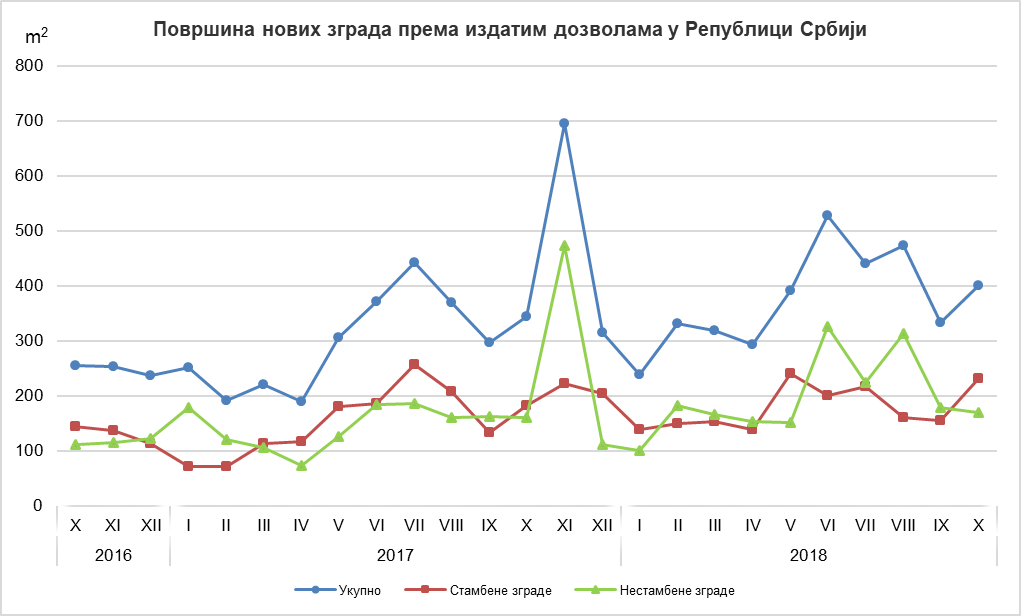 Површина нових зграда према издатим дозволама у Републици Србији
m²
800
700
600
500
400
300
200
100
0
X XI XII I II III IV V VI VII VIII IX X XI XII I II III IV V VI VII VIII IX X
2016 2017 2018
Укупно Стамбене зграде Нестамбене зграде